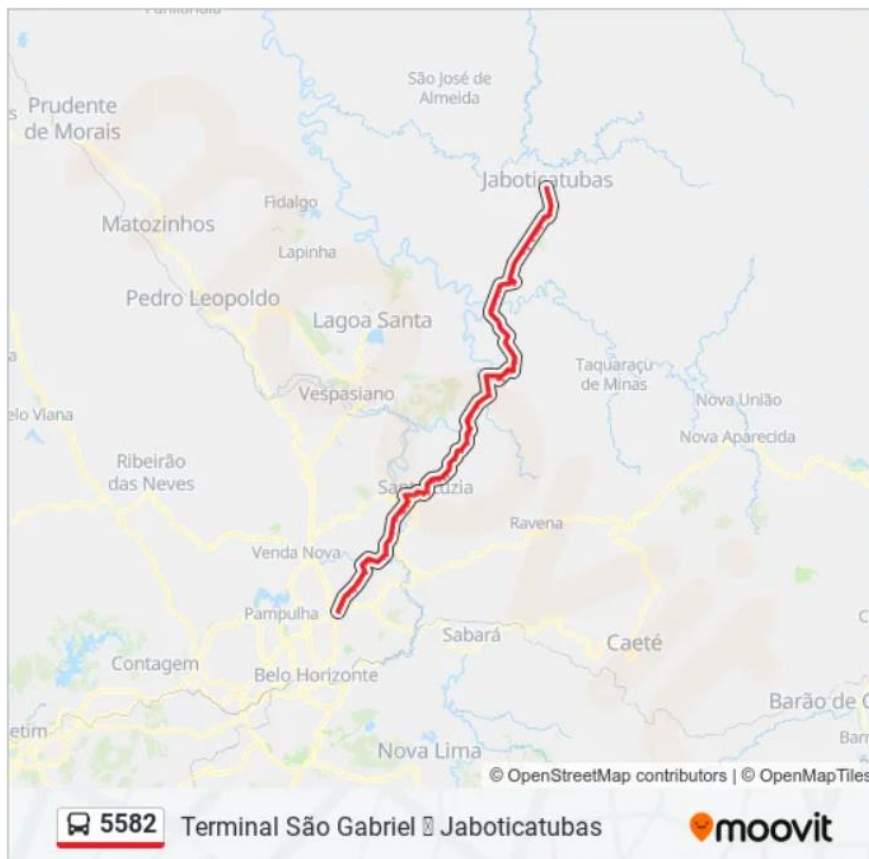 São José de
Almeida
Prudente
de Morais
Jaboticatubas
Fidalgo
Matozinhos
Lapinha
Pedro Leopoldo
Lagoa Santa
Taquaraçu
de Minas
Vespasiano
Nova União
Nova Aparecida
Ribeirão
das Neves
Santa Luzia
Ravena
Venda Nova
Pampulha
Sabará
Caeté
Contagem
Belo Horizonte
Barão de C
etim
Nova Lima
© OpenStreetMap contributors | © OpenMapTiles
5582 Terminal São Gabriel Jaboticatubas moovit